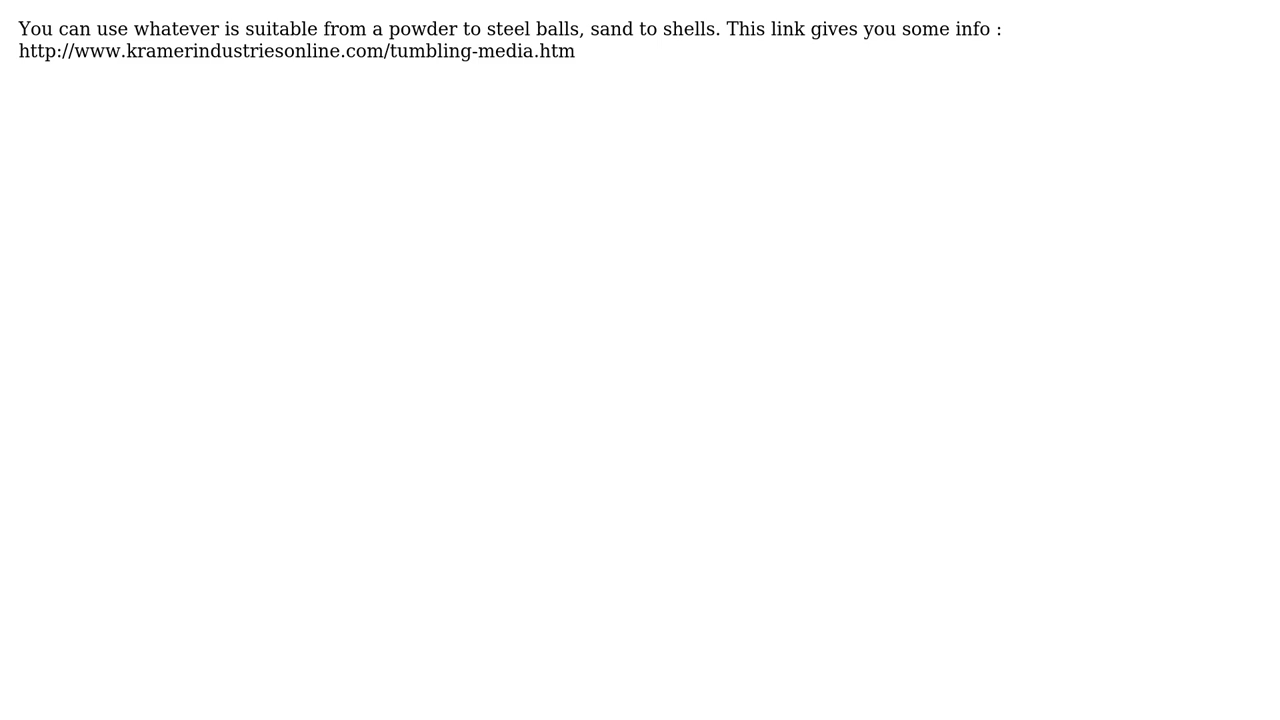 You can use whatever is suitable from a powder to steel balls, sand to shells. This link gives you some info :
http://www.kramerindustriesonline.com/tumbling-media.htm